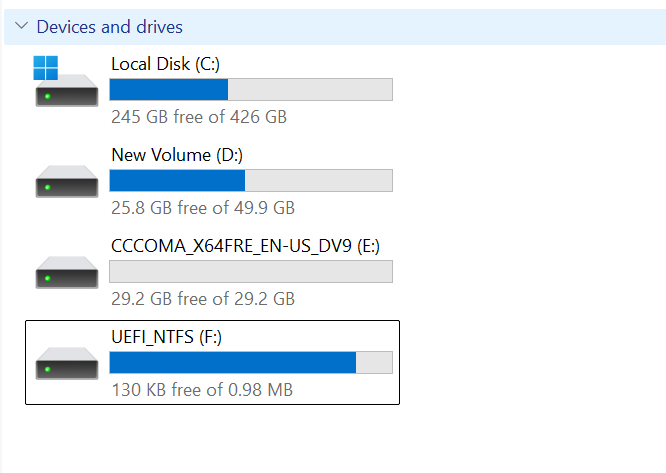 Devices and drives
Local Disk (C:)
245 GB free of 426 GB
New Volume (D:)
25.8 GB free of 49.9 GB
CCCOMA_X64FRE_EN-US_DV9 (E:)
29.2 GB free of 29.2 GB
UEFI_NTFS (F:)
130 KB free of 0.98 MB